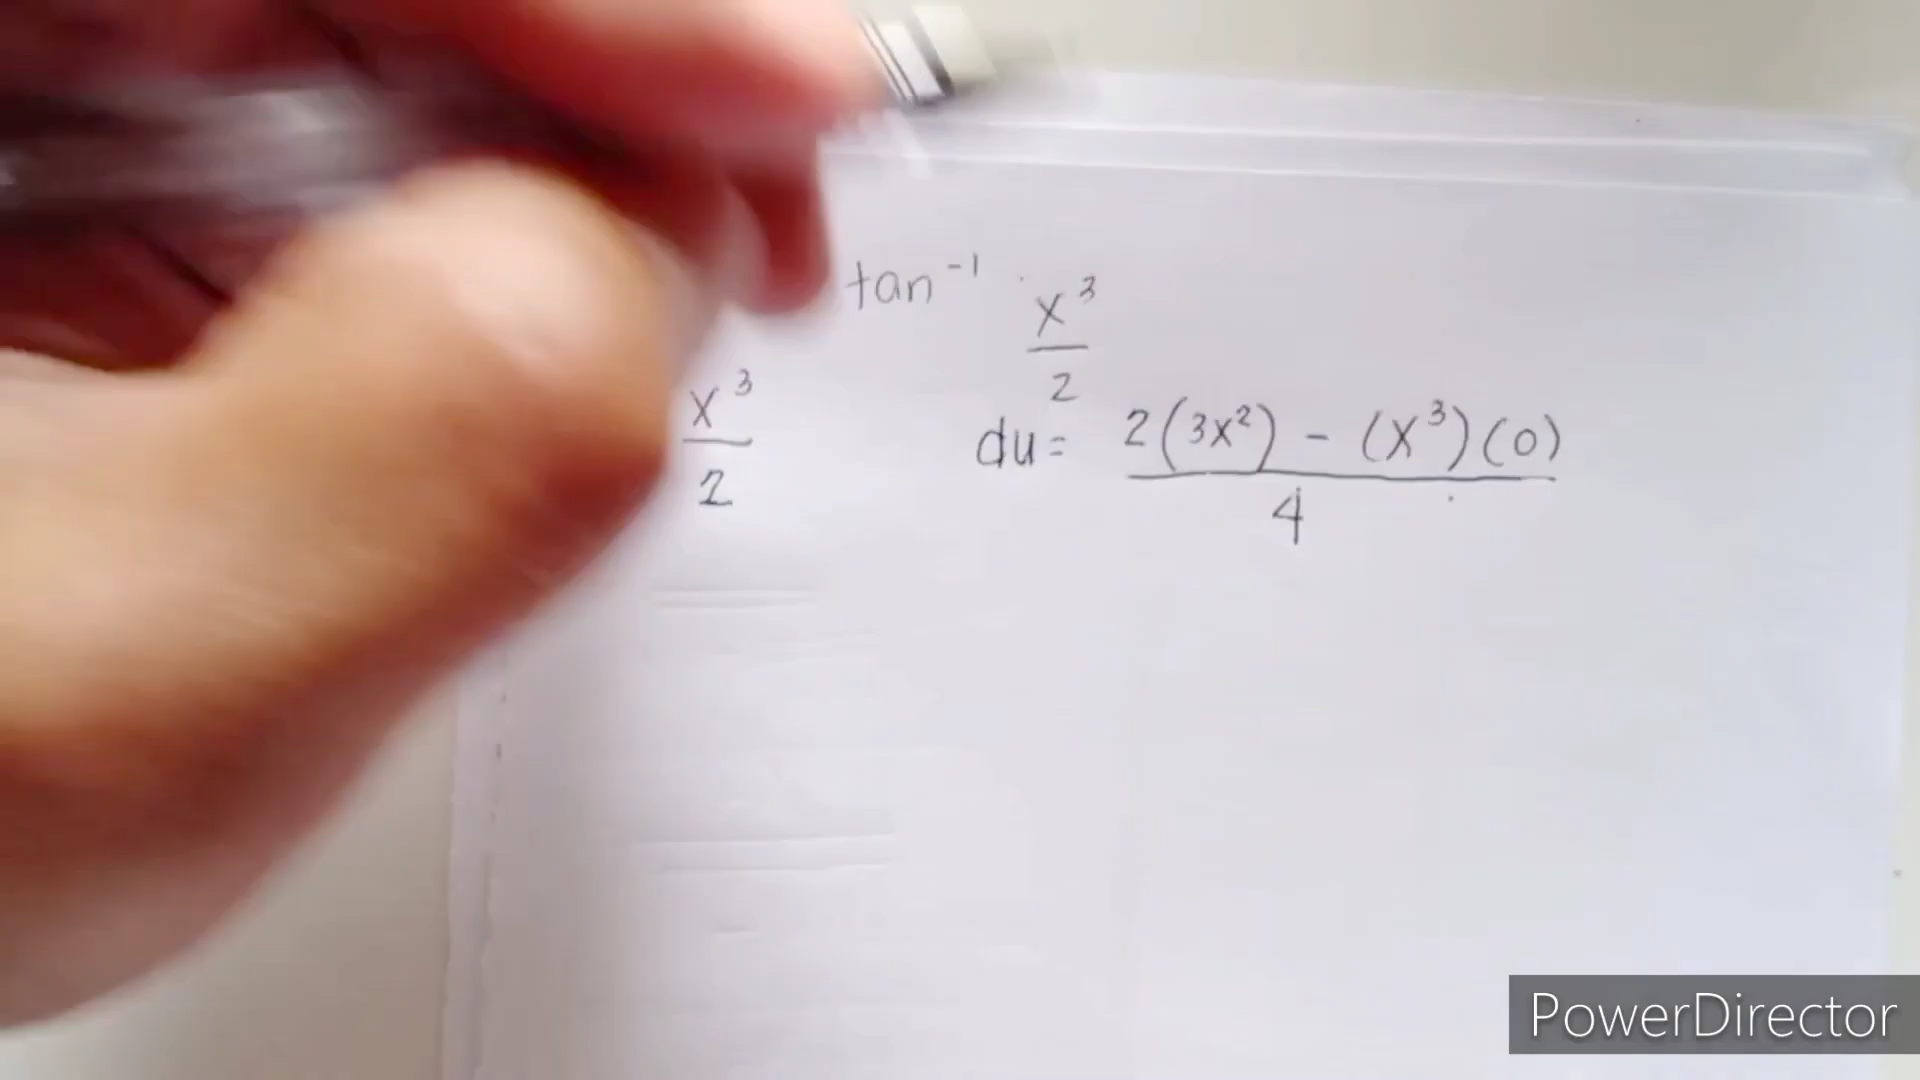 tan⁻¹ x³/2
x³/2 du= 2(3x²) - (x³)(0)/4
PowerDirector